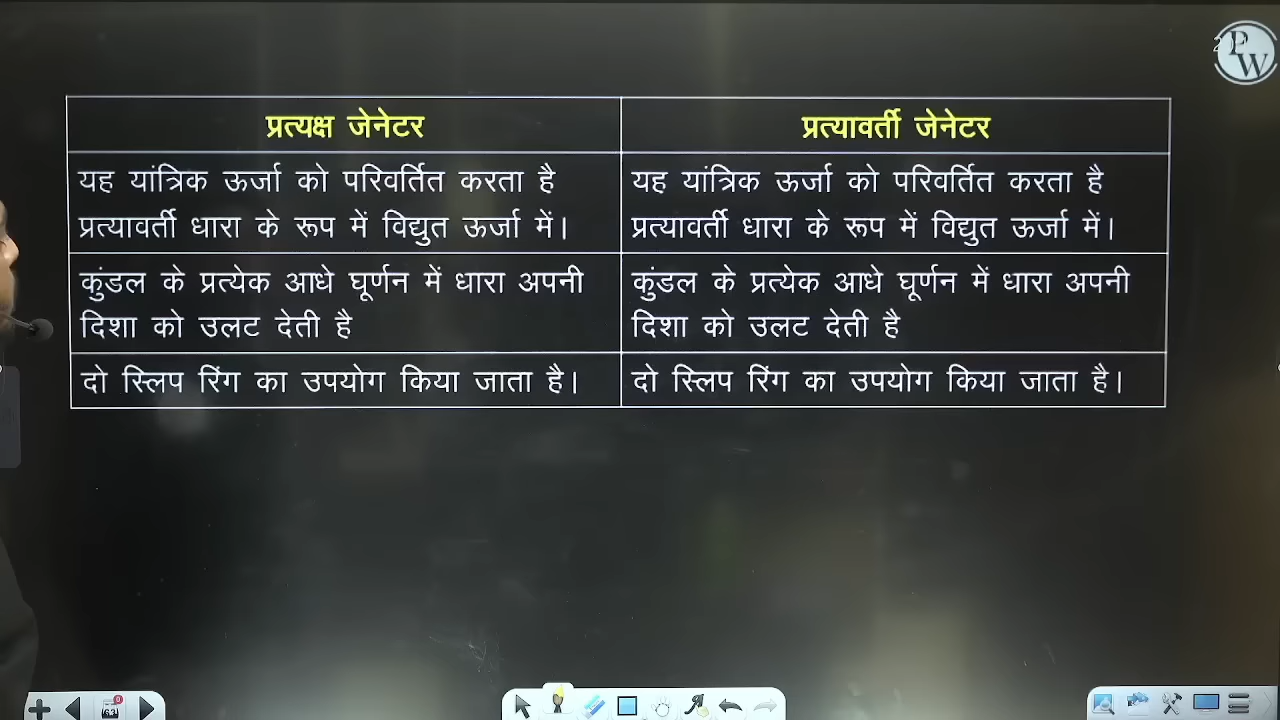 PW
प्रत्यक्ष जेनेटर
प्रत्यावर्ती जेनेटर
यह यांत्रिक ऊर्जा को परिवर्तित करता है
प्रत्यावर्ती धारा के रूप में विद्युत ऊर्जा में।
यह यांत्रिक ऊर्जा को परिवर्तित करता है
प्रत्यावर्ती धारा के रूप में विद्युत ऊर्जा में।
कुंडल के प्रत्येक आधे घूर्णन में धारा अपनी
दिशा को उलट देती है
कुंडल के प्रत्येक आधे घूर्णन में धारा अपनी
दिशा को उलट देती है
दो स्लिप रिंग का उपयोग किया जाता है।
दो स्लिप रिंग का उपयोग किया जाता है।